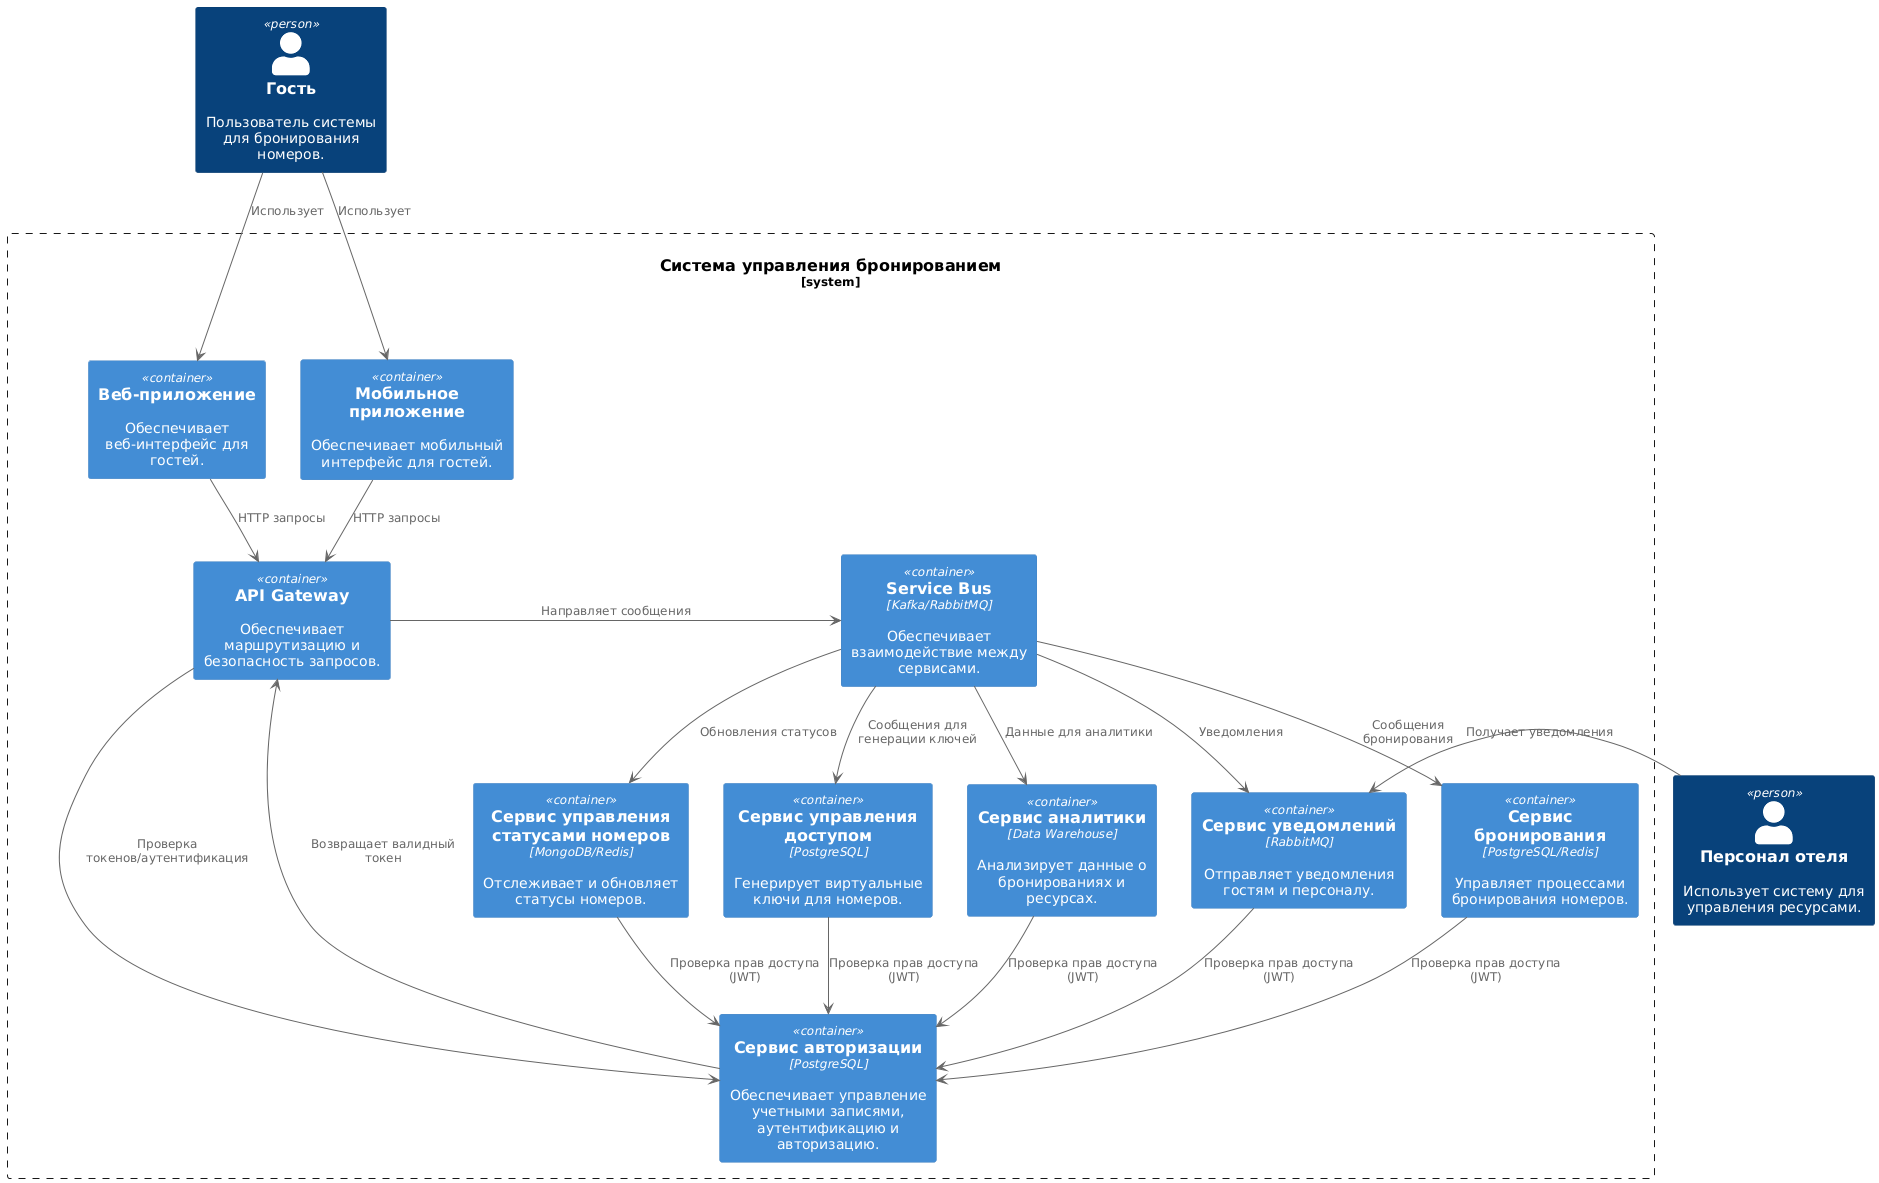 «person»
Гость
Пользователь системы
для бронирования
номеров.
Использует
Использует
Система управления бронированием
[system]
«container»
Веб-приложение
Обеспечивает
веб-интерфейс для
гостей.
«container»
Мобильное
приложение
Обеспечивает мобильный
интерфейс для гостей.
HTTP запросы
HTTP запросы
«container»
API Gateway
Обеспечивает
маршрутизацию и
безопасность запросов.
Направляет сообщения
«container»
Service Bus
[Kafka/RabbitMQ]
Обеспечивает
взаимодействие между
сервисами.
Обновления статусов
Сообщения для
генерации ключей
Данные для аналитики
Уведомления
Сообщения
бронирования
Получает уведомления
«container»
Сервис управления
статусами номеров
[MongoDB/Redis]
Отслеживает и обновляет
статусы номеров.
«container»
Сервис управления
доступом
[PostgreSQL]
Генерирует виртуальные
ключи для номеров.
«container»
Сервис аналитики
[Data Warehouse]
Анализирует данные о
бронированиях и
ресурсах.
«container»
Сервис уведомлений
[RabbitMQ]
Отправляет уведомления
гостям и персоналу.
«container»
Сервис
бронирования
[PostgreSQL/Redis]
Управляет процессами
бронирования номеров.
«person»
Персонал отеля
Использует систему для
управления ресурсами.
Проверка
токенов/аутентификация
Возвращает валидный
токен
Проверка прав доступа
(JWT)
Проверка прав доступа
(JWT)
Проверка прав доступа
(JWT)
Проверка прав доступа
(JWT)
Проверка прав доступа
(JWT)
«container»
Сервис авторизации
[PostgreSQL]
Обеспечивает управление
учетными записями,
аутентификацию и
авторизацию.